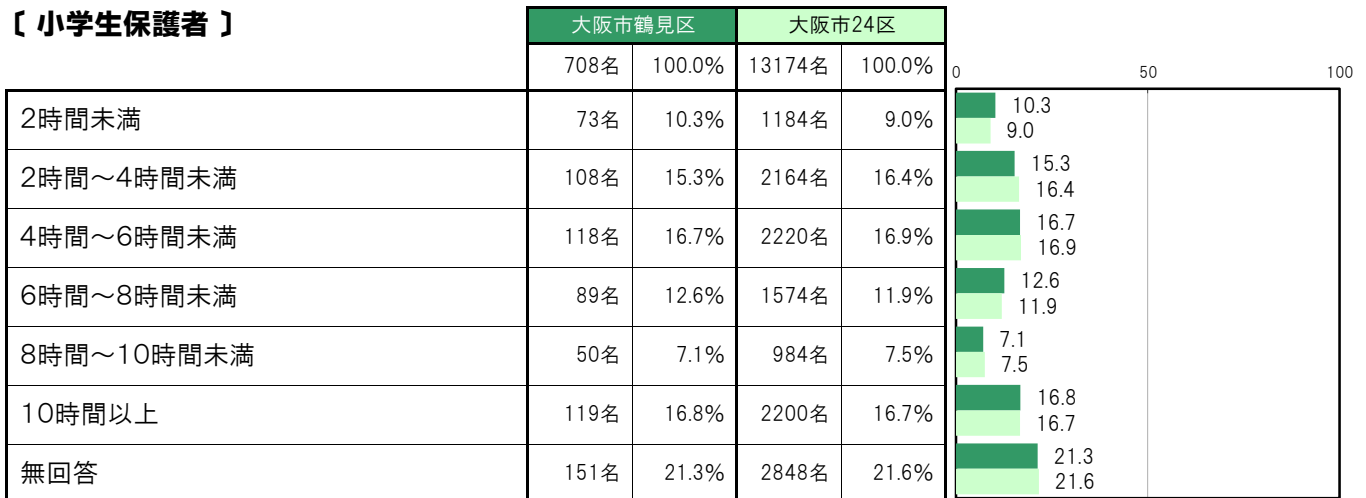 〔 小学生保護者 〕
大阪市鶴見区 大阪市24区
708名 100.0% 13174名 100.0%
0 50 100
2時間未満 73名 10.3% 1184名 9.0%
10.3
9.0
2時間～4時間未満 108名 15.3% 2164名 16.4%
15.3
16.4
4時間～6時間未満 118名 16.7% 2220名 16.9%
16.7
16.9
6時間～8時間未満 89名 12.6% 1574名 11.9%
12.6
11.9
8時間～10時間未満 50名 7.1% 984名 7.5%
7.1
7.5
10時間以上 119名 16.8% 2200名 16.7%
16.8
16.7
無回答 151名 21.3% 2848名 21.6%
21.3
21.6